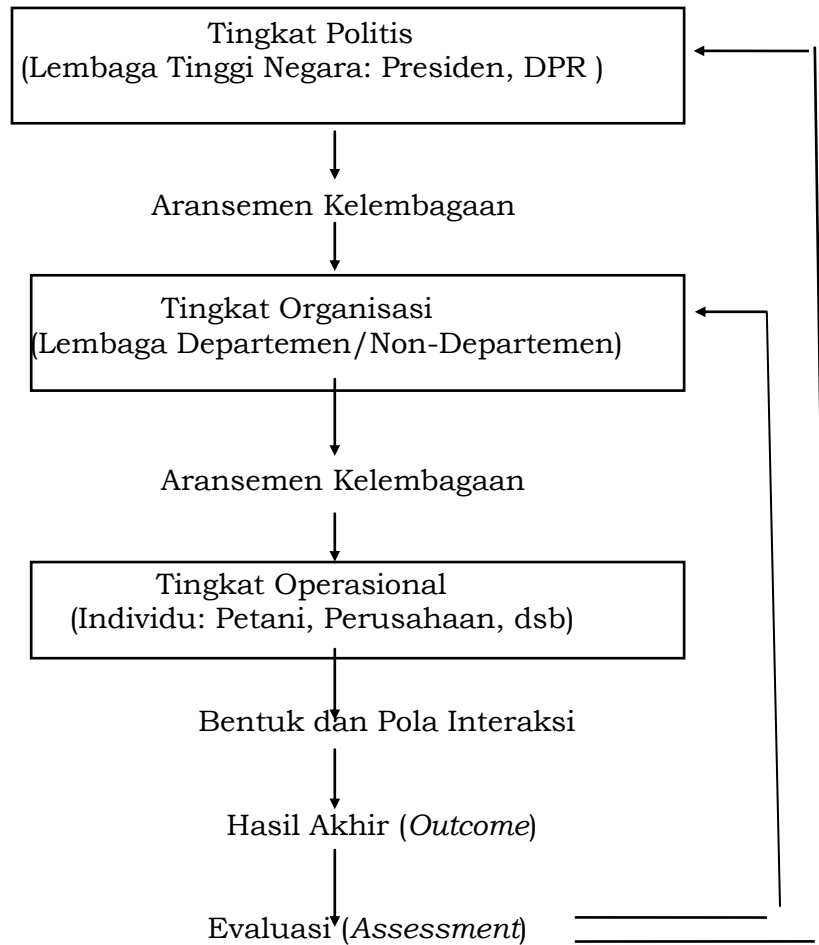 Tingkat Politis
(Lembaga Tinggi Negara: Presiden, DPR )
Aransemen Kelembagaan
Tingkat Organisasi
(Lembaga Departemen/Non-Departemen)
Aransemen Kelembagaan
Tingkat Operasional
(Individu: Petani, Perusahaan, dsb)
Bentuk dan Pola Interaksi
Hasil Akhir (Outcome)
Evaluasi (Assessment)